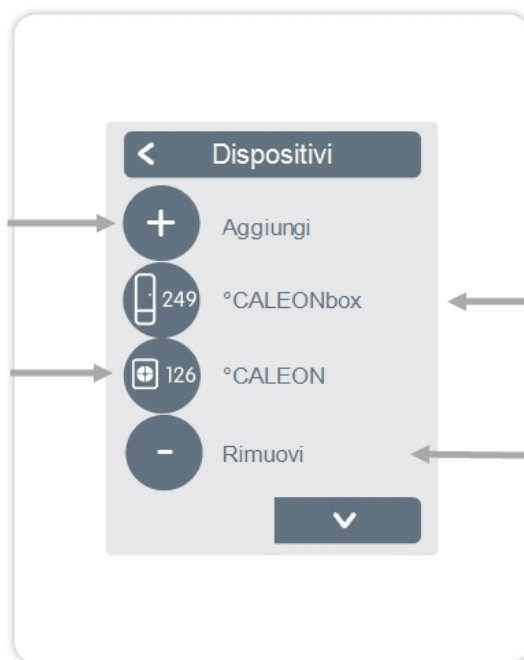 Dispositivi
+ Aggiungi
249 °CALEONbox
126 °CALEON
- Rimuovi